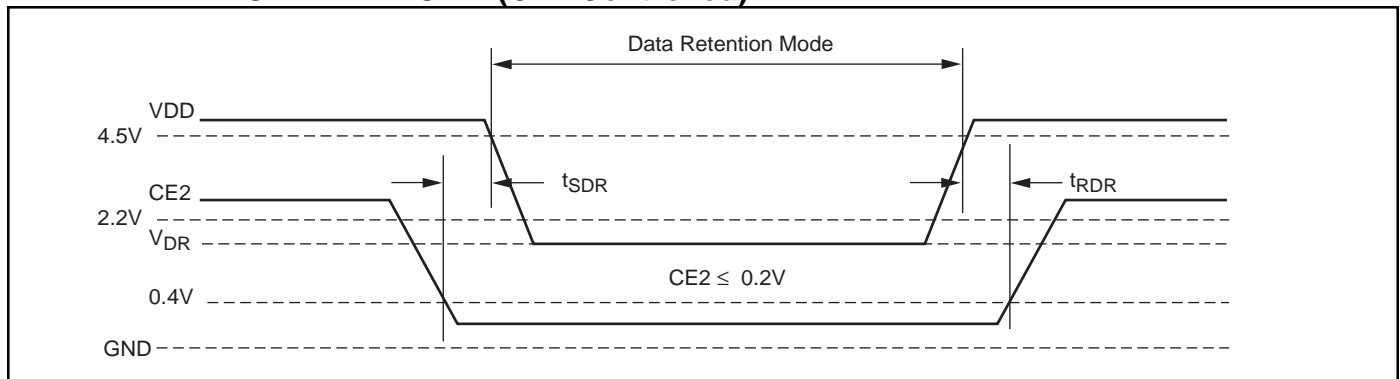 Data Retention Mode
VDD
4.5V
tSDR
tRDR
CE2
2.2V
VDR
CE2 ≤ 0.2V
0.4V
GND